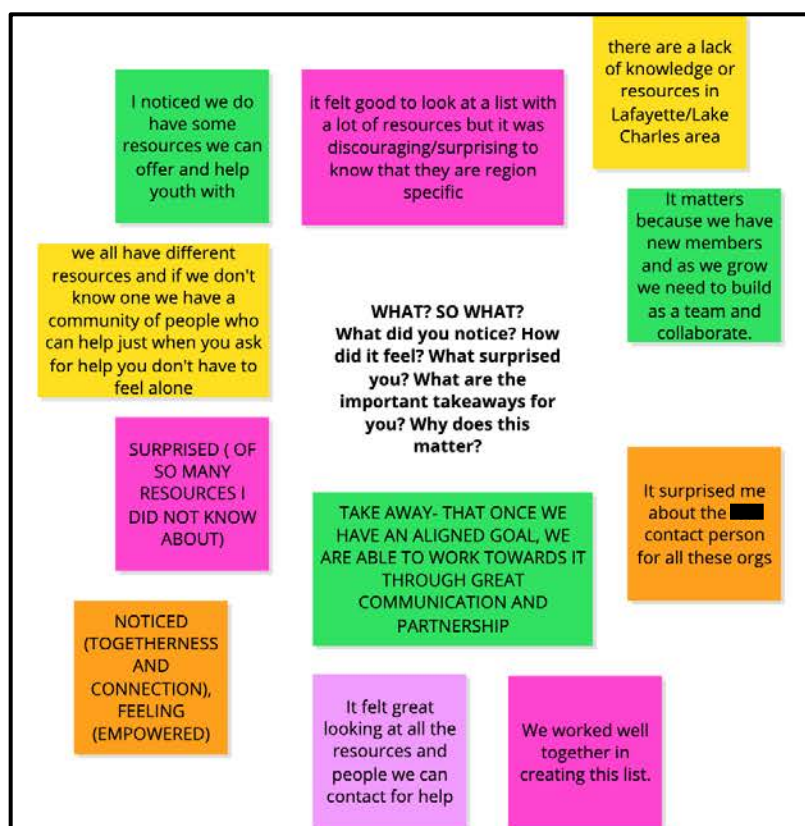 there are a lack
of knowledge or
resources in
Lafayette/Lake
Charles area
I noticed we do
have some
resources we can
offer and help
youth with
it felt good to look at a list with
a lot of resources but it was
discouraging/surprising to
know that they are region
specific
It matters
because we have
new members
and as we grow
we need to build
as a team and
collaborate.
we all have different
resources and if we don't
know one we have a
community of people who
can help just when you ask
for help you don't have to
feel alone
WHAT? SO WHAT?
What did you notice? How
did it feel? What surprised
you? What are the
important takeaways for
you? Why does this
matter?
SURPRISED ( OF
SO MANY
RESOURCES I
DID NOT KNOW
ABOUT)
It surprised me
about the
contact person
for all these orgs
TAKE AWAY- THAT ONCE WE
HAVE AN ALIGNED GOAL, WE
ARE ABLE TO WORK TOWARDS IT
THROUGH GREAT
COMMUNICATION AND
PARTNERSHIP
NOTICED
(TOGETHERNESS
AND
CONNECTION),
FEELING
(EMPOWERED)
It felt great
looking at all the
resources and
people we can
contact for help
We worked well
together in
creating this list.